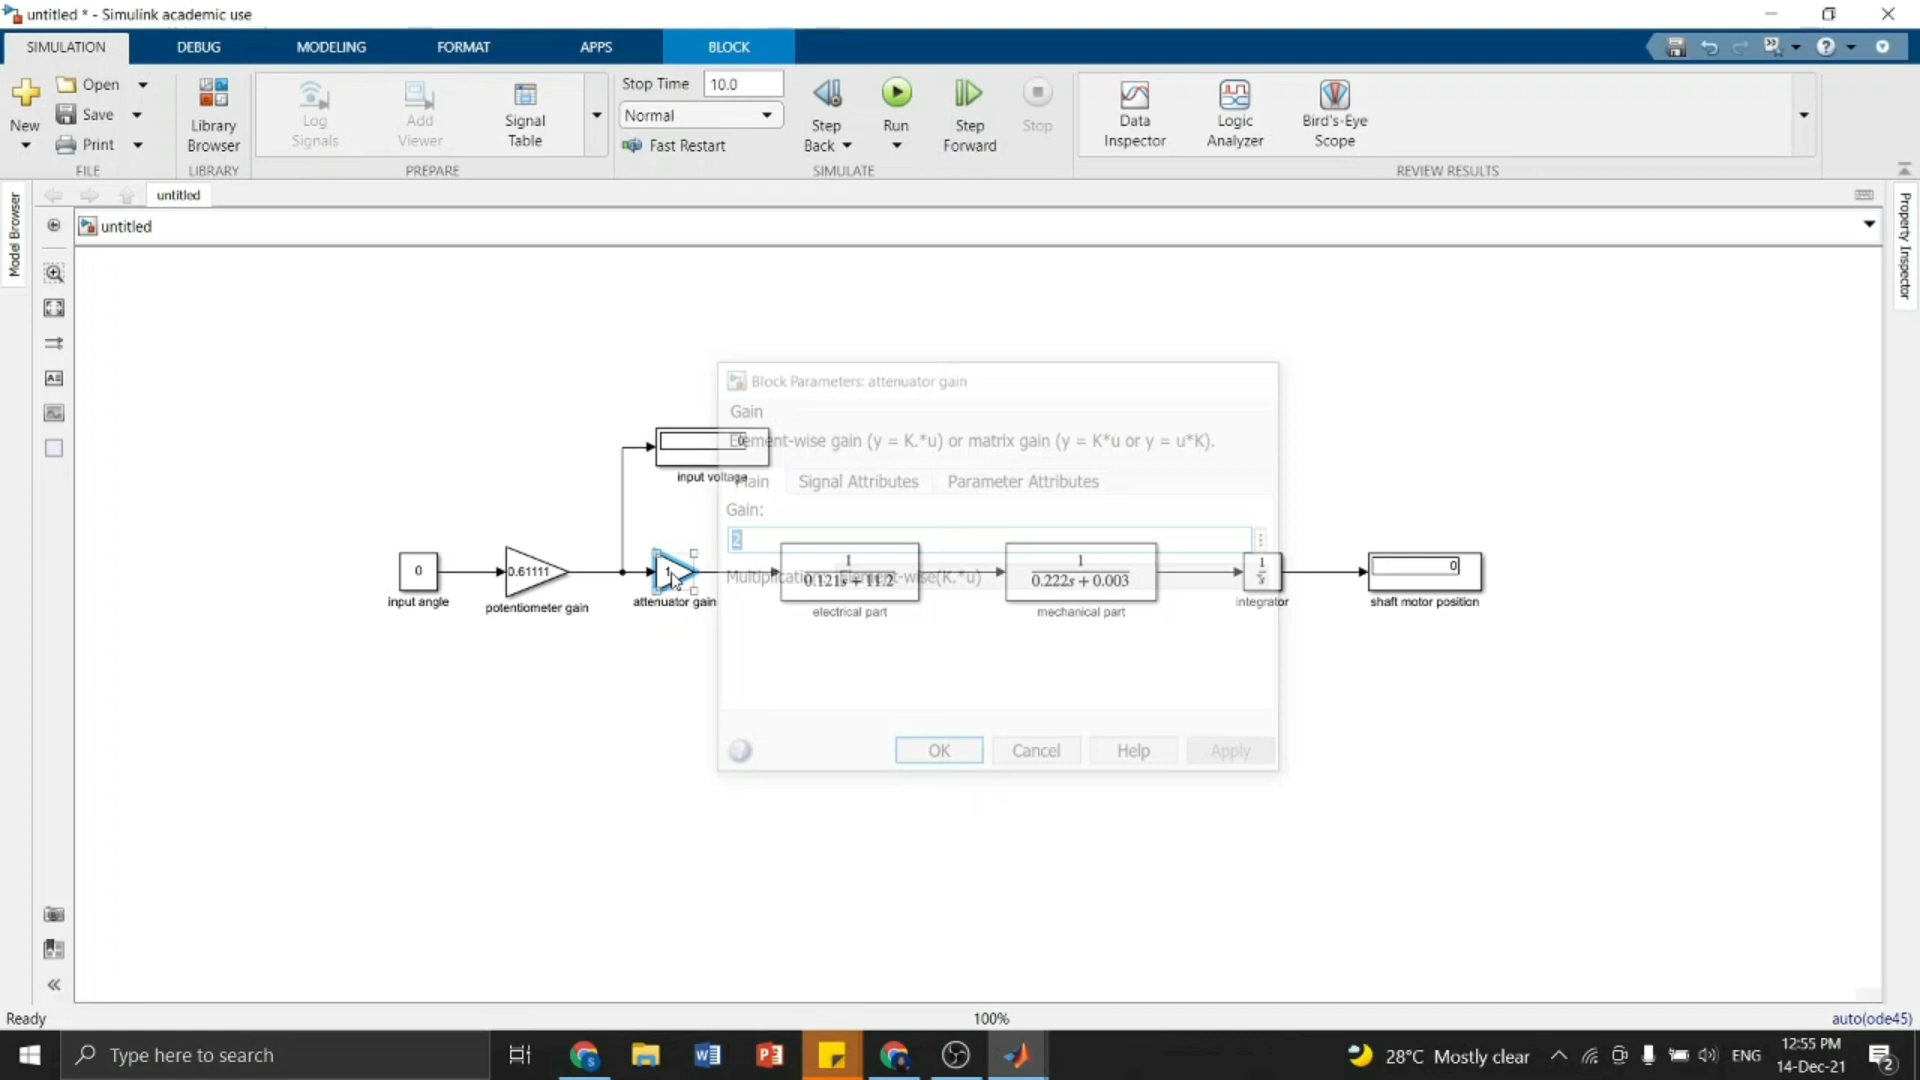 untitled * - Simulink academic use
SIMULATION
DEBUG
MODELING
FORMAT
APPS
BLOCK
New
Open
Save
Print
FILE
Library
Browser
LIBRARY
Log
Signals
Add
Viewer
Signal
Table
PREPARE
Stop Time
10.0
Normal
Fast Restart
Step
Back
Run
Step
Forward
Stop
SIMULATE
Data
Inspector
Logic
Analyzer
Bird's-Eye
Scope
REVIEW RESULTS
Model Browser
Property Inspector
untitled
untitled
Block Parameters: attenuator gain
Gain
Element-wise gain (y = K.*u) or matrix gain (y = K*u or y = u*K).
Main
Signal Attributes
Parameter Attributes
Gain:
2
Multiplication: Element-wise(K.*u)
OK
Cancel
Help
Apply
0
input voltage
0
input angle
0.61111
potentiometer gain
1
attenuator gain
1
0.121s + 11.2
electrical part
1
0.222s + 0.003
mechanical part
1
s
integrator
0
shaft motor position
Ready
100%
auto(ode45)
Type here to search
28°C Mostly clear
ENG
12:55 PM
14-Dec-21
2